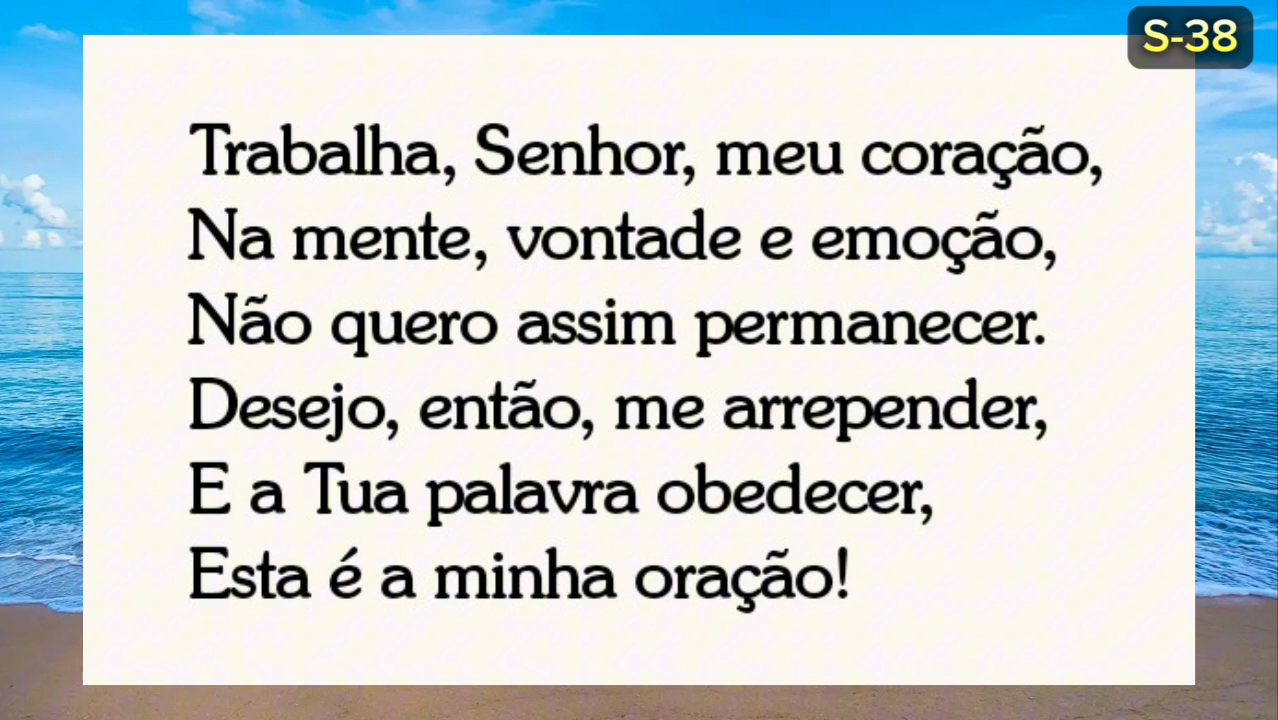 S-38
Trabalha, Senhor, meu coração,
Na mente, vontade e emoção,
Não quero assim permanecer.
Desejo, então, me arrepender,
E a Tua palavra obedecer,
Esta é a minha oração!